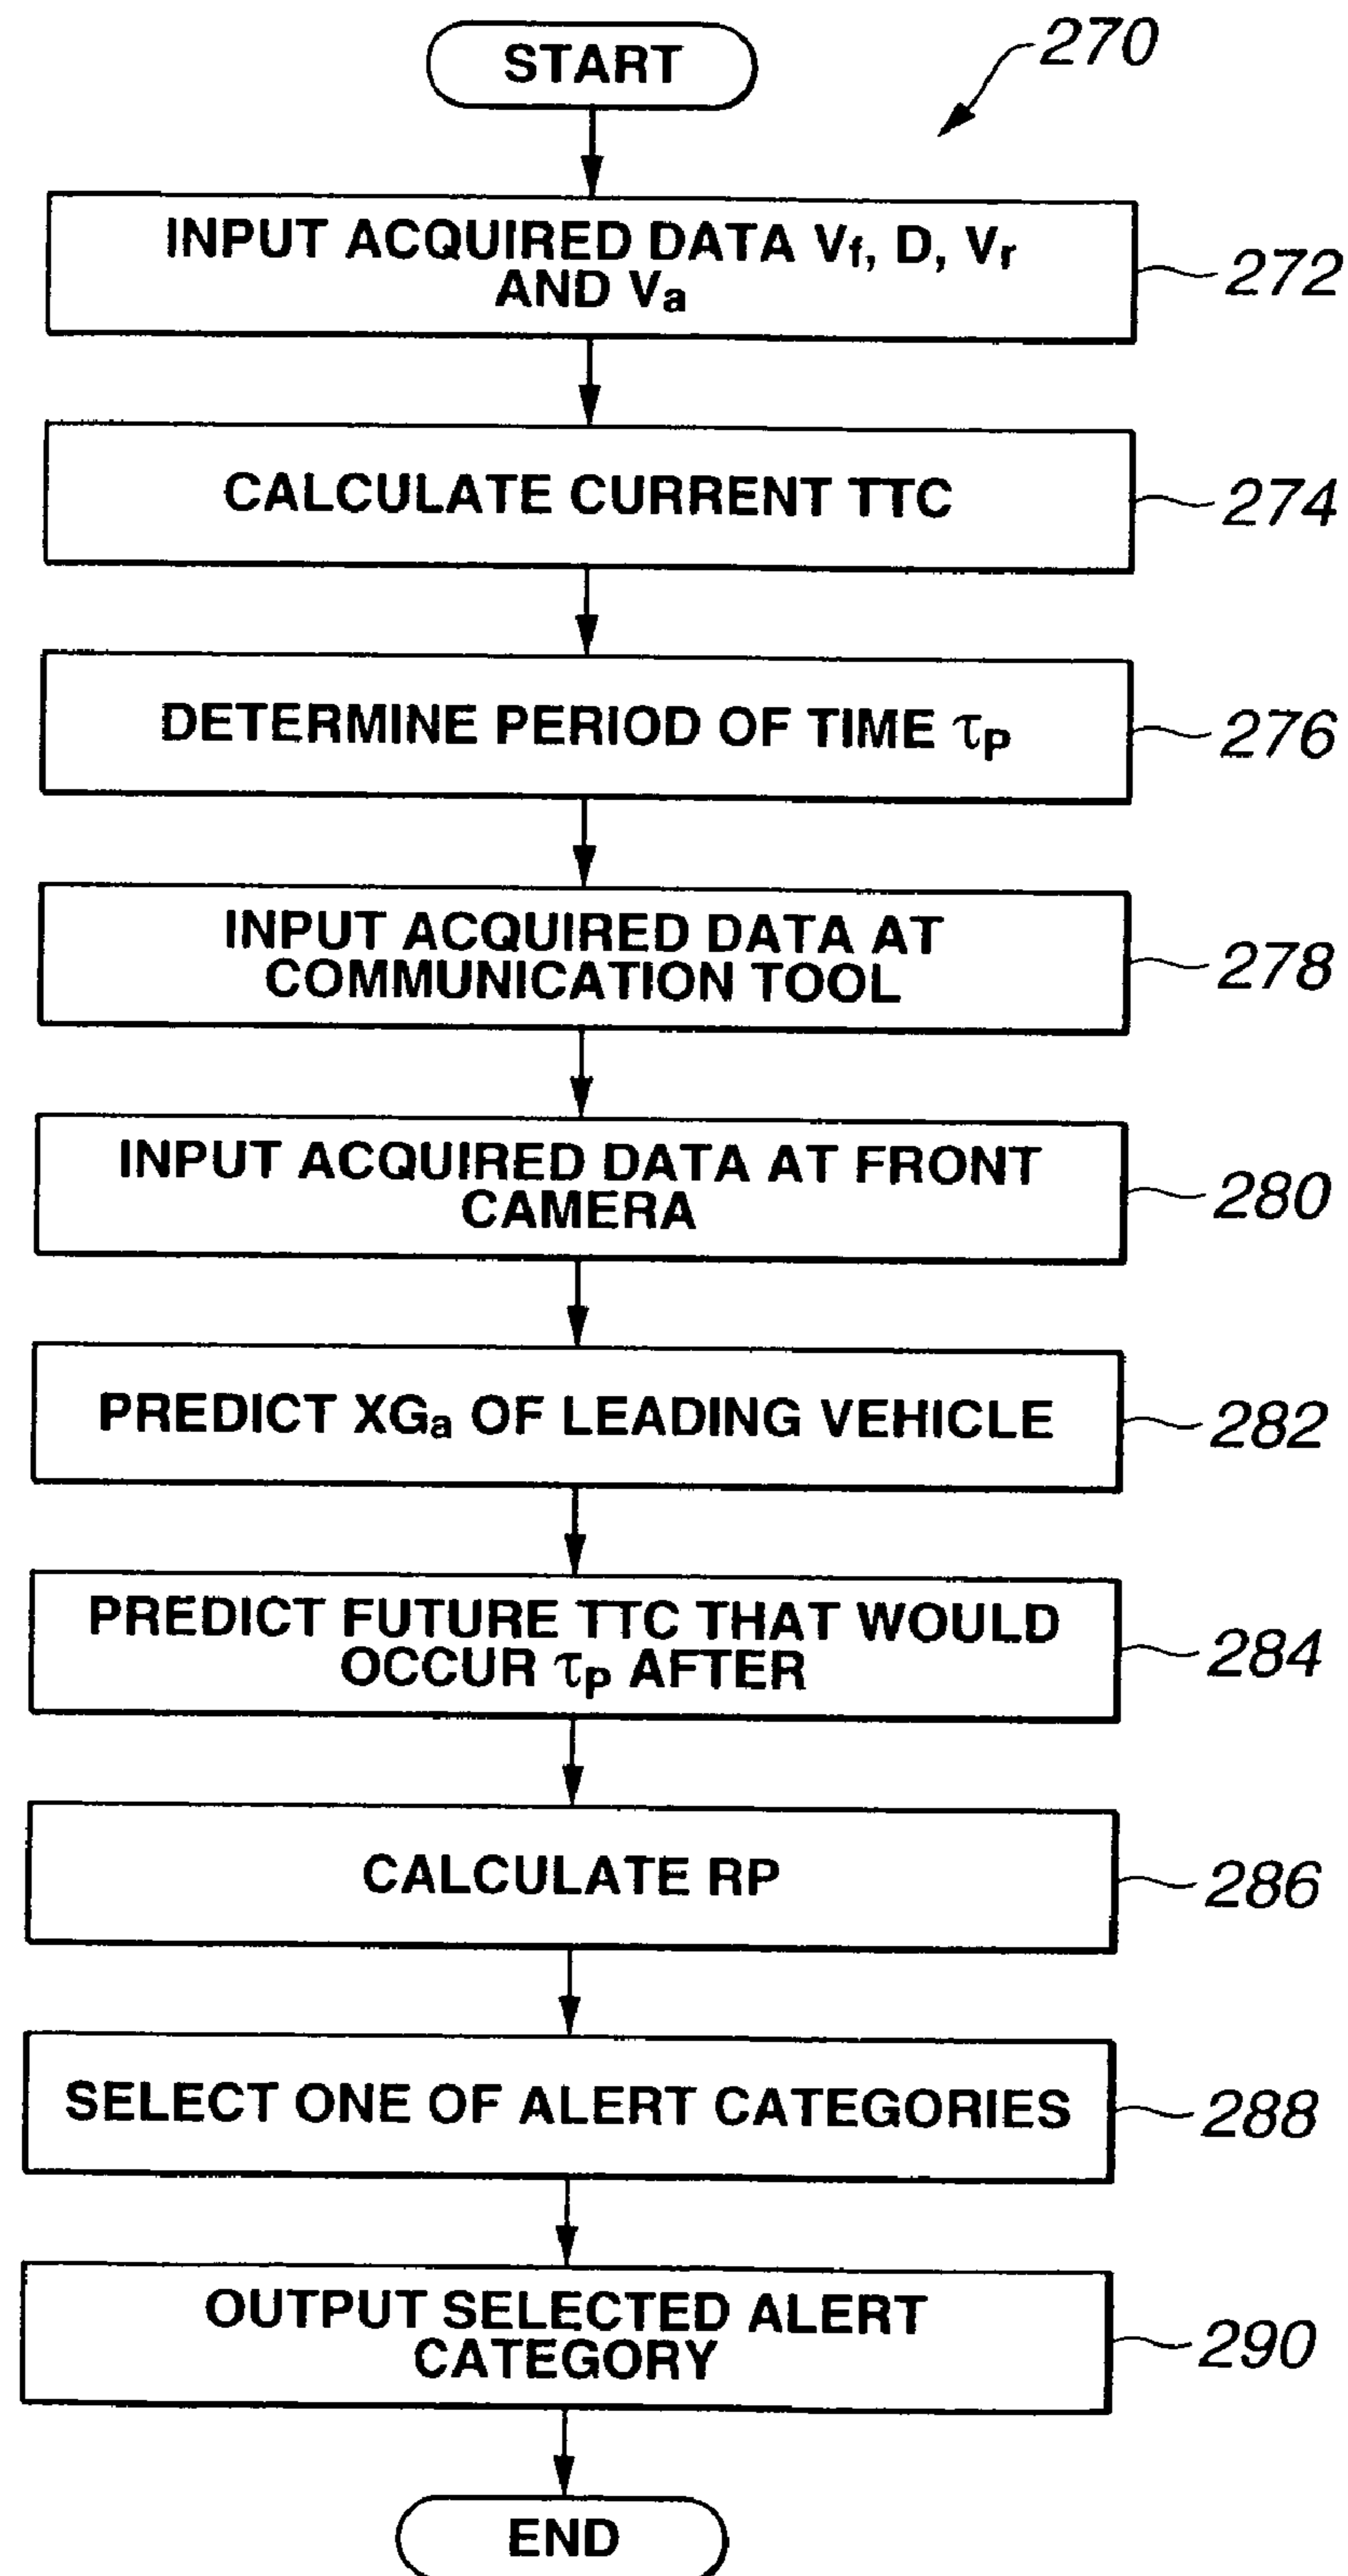 START
270
INPUT ACQUIRED DATA Vf, D, Vr
AND Va
272
CALCULATE CURRENT TTC
274
DETERMINE PERIOD OF TIME τP
276
INPUT ACQUIRED DATA AT
COMMUNICATION TOOL
278
INPUT ACQUIRED DATA AT FRONT
CAMERA
280
PREDICT XGa OF LEADING VEHICLE
282
PREDICT FUTURE TTC THAT WOULD
OCCUR τP AFTER
284
CALCULATE RP
286
SELECT ONE OF ALERT CATEGORIES
288
OUTPUT SELECTED ALERT
CATEGORY
290
END